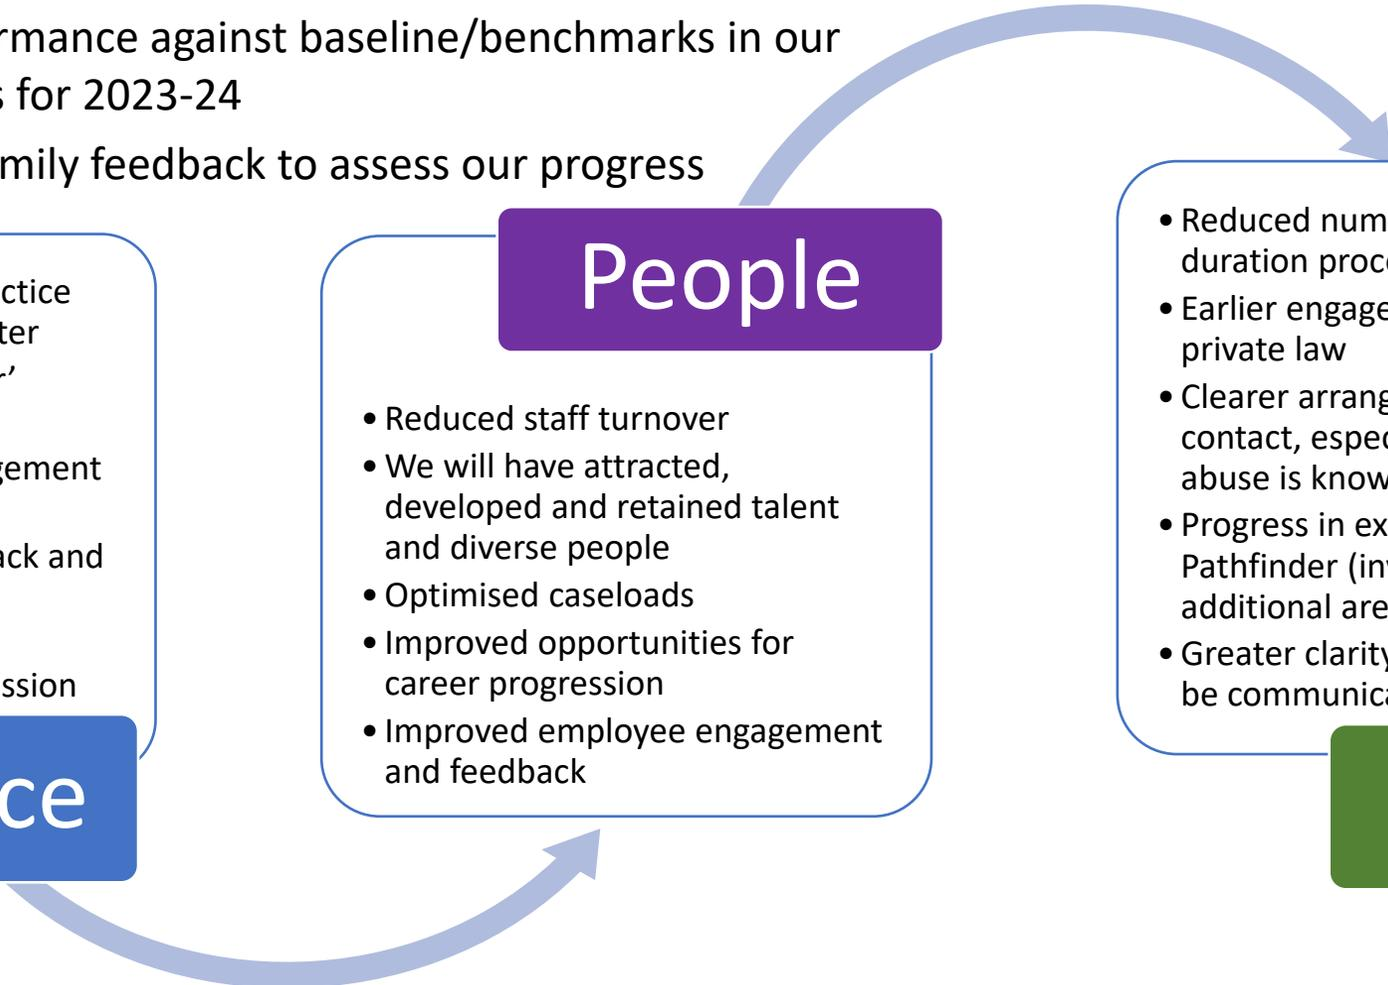 rmance against baseline/benchmarks in our
s for 2023-24
mily feedback to assess our progress
ctice
ter
r’
gement
ack and
ssion
ce
People
• Reduced staff turnover
• We will have attracted,
developed and retained talent
and diverse people
• Optimised caseloads
• Improved opportunities for
career progression
• Improved employee engagement
and feedback
• Reduced num
duration proce
• Earlier engage
private law
• Clearer arrang
contact, espec
abuse is know
• Progress in ex
Pathfinder (inv
additional are
• Greater clarity
be communica